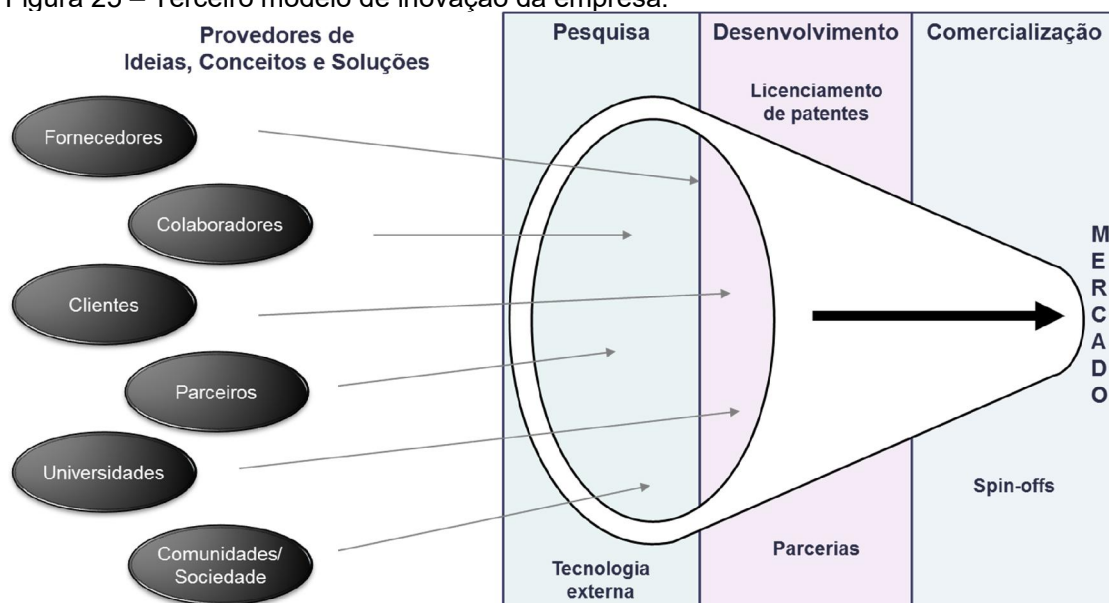 Figura 25 – Terceiro modelo de inovação da empresa.
Provedores de
Ideias, Conceitos e Soluções
Pesquisa
Desenvolvimento
Comercialização
Licenciamento
de patentes
Fornecedores
Colaboradores
Clientes
Parceiros
Universidades
Comunidades/
Sociedade
MERCADO
Spin-offs
Parcerias
Tecnologia
externa